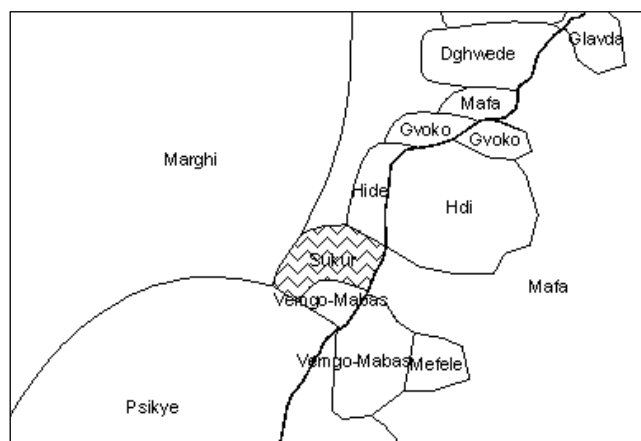 Glavda
Dghwede
Mafa
Gvoko
Gvoko
Marghi
Hide
Hdi
Sukur
Mafa
Vemgo-Mabas
Vemgo-Mabas
Mefele
Psikye